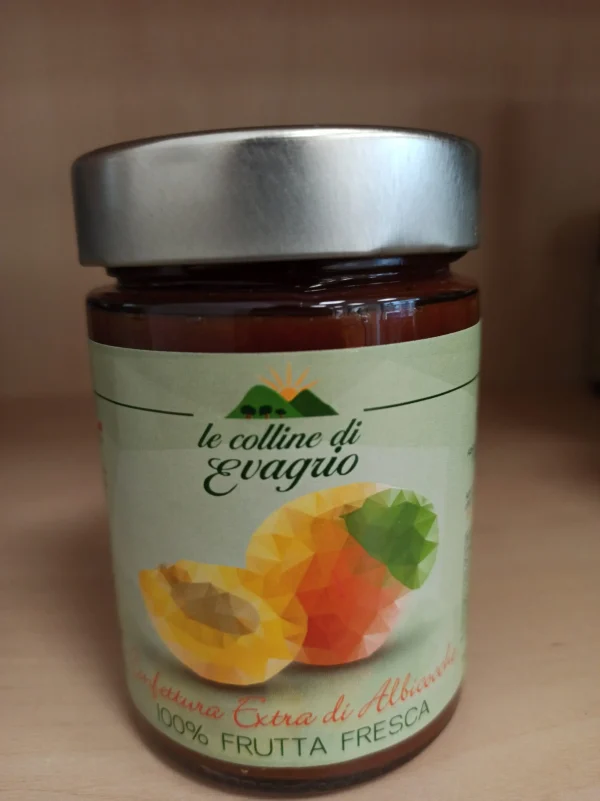 le colline di
Evagrio
Confettura Extra di Albicocche
100% FRUTTA FRESCA